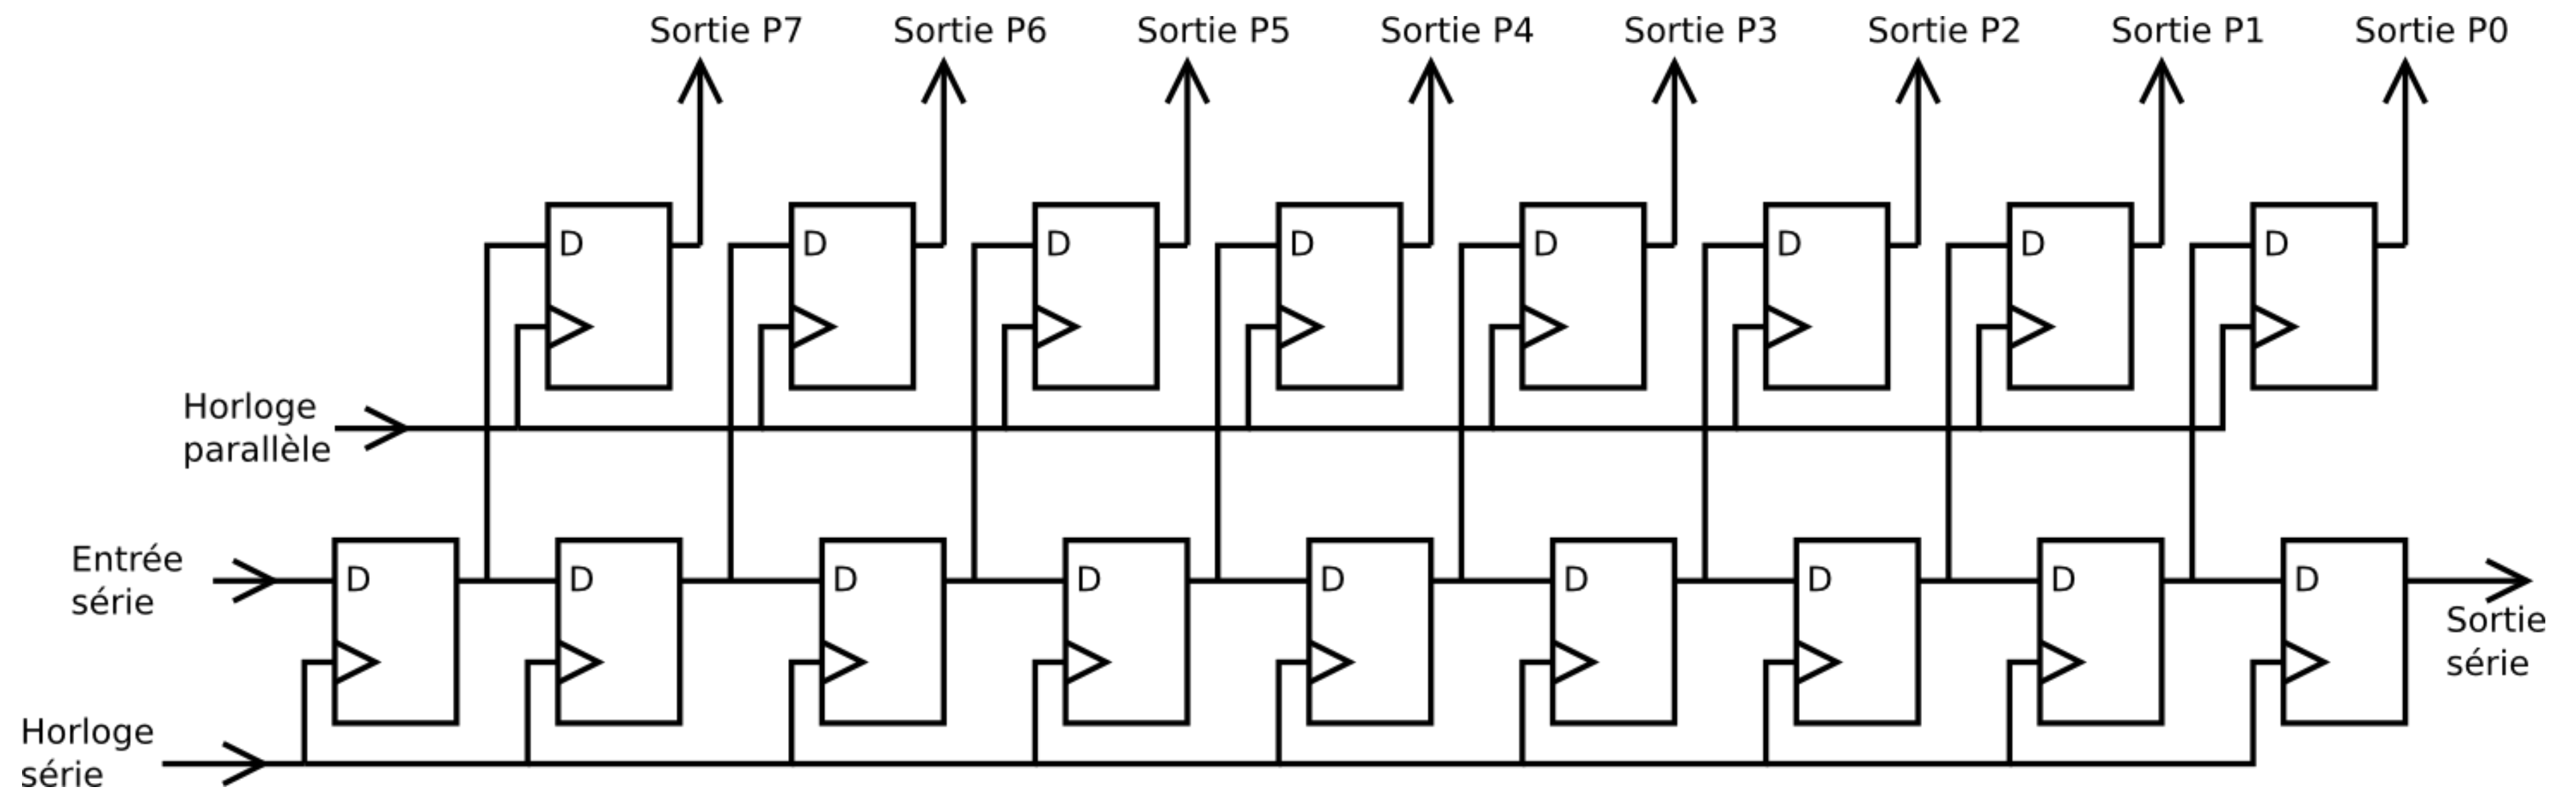 Sortie P7
Sortie P6
Sortie P5
Sortie P4
Sortie P3
Sortie P2
Sortie P1
Sortie P0
D
D
D
D
D
D
D
D
Horloge
parallèle
Entrée
série
D
D
D
D
D
D
D
D
D
Sortie
série
Horloge
série